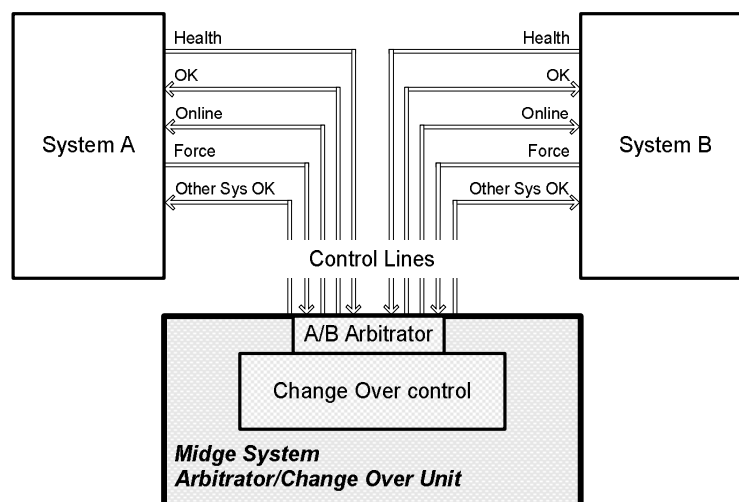 System A
Health
OK
Online
Force
Other Sys OK
Health
OK
Online
Force
Other Sys OK
System B
Control Lines
A/B Arbitrator
Change Over control
Midge System
Arbitrator/Change Over Unit